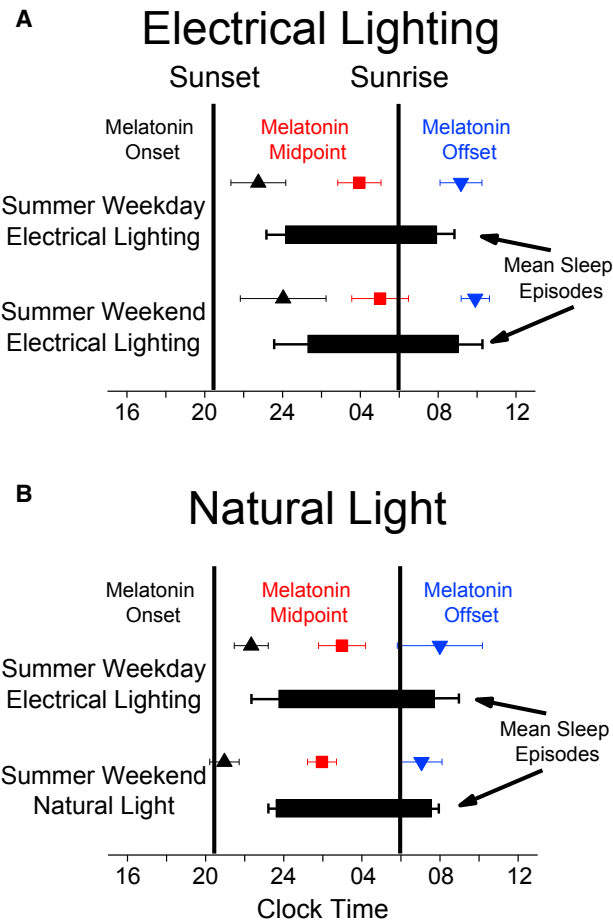 A
Electrical Lighting
Sunset
Sunrise
Melatonin
Onset
Melatonin
Midpoint
Melatonin
Offset
Summer Weekday
Electrical Lighting
Mean Sleep
Episodes
Summer Weekend
Electrical Lighting
16 20 24 04 08 12
B
Natural Light
Melatonin
Onset
Melatonin
Midpoint
Melatonin
Offset
Summer Weekday
Electrical Lighting
Mean Sleep
Episodes
Summer Weekend
Natural Light
16 20 24 04 08 12
Clock Time